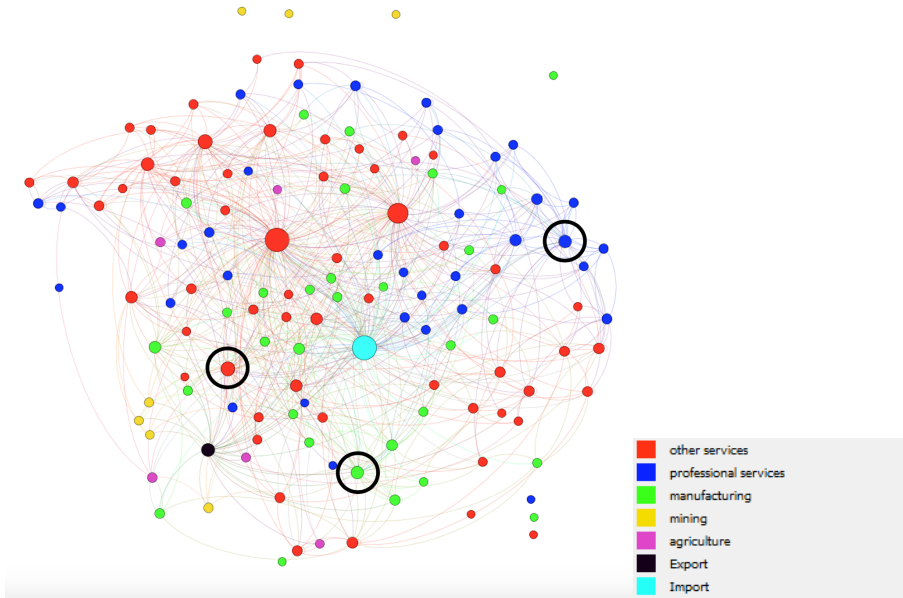 other services
professional services
manufacturing
mining
agriculture
Export
Import